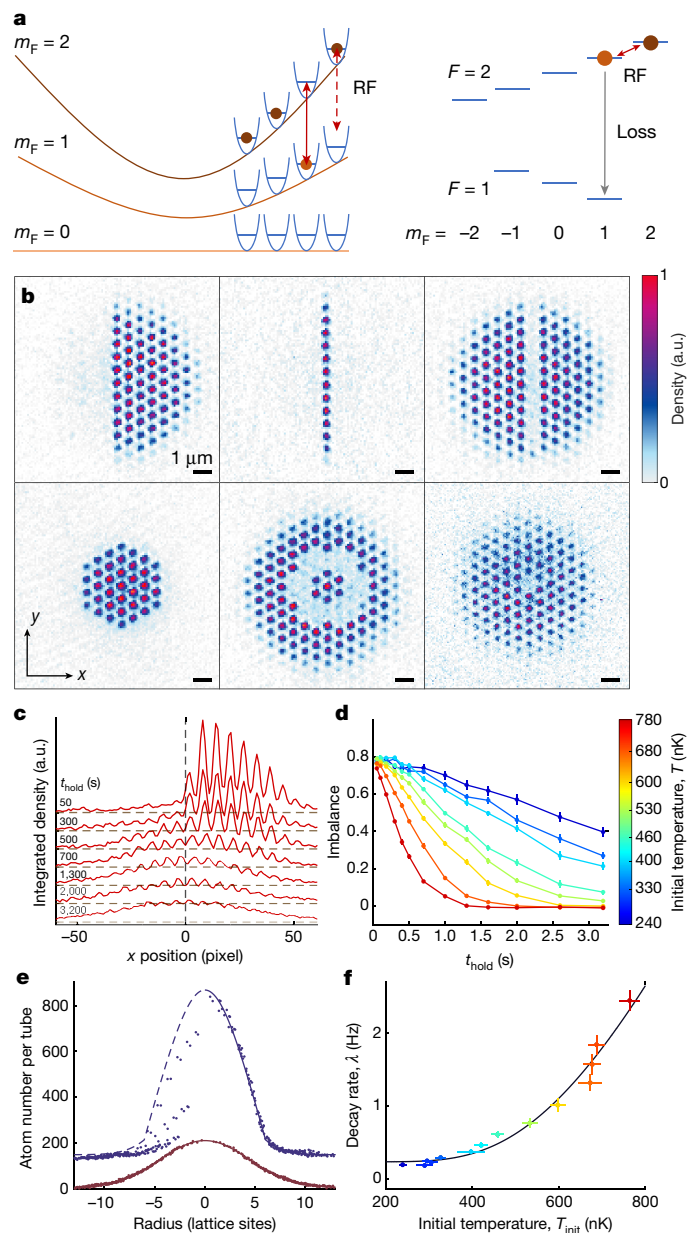 a
m_F = 2
RF
m_F = 1
m_F = 0
F = 2
RF
Loss
F = 1
m_F = −2 −1 0 1 2
b
1 μm
y
x
1
Density (a.u.)
0
c
Integrated density (a.u.)
t_hold (s)
50
300
500
700
1,300
2,000
3,200
−50 0 50
x position (pixel)
d
Imbalance
0.8
0.6
0.4
0.2
0
0 0.5 1.0 1.5 2.0 2.5 3.0
t_hold (s)
780
680
600
530
460
400
330
240
Initial temperature, T (nK)
e
Atom number per tube
800
600
400
200
0
−10 −5 0 5 10
Radius (lattice sites)
f
Decay rate, λ (Hz)
2
1
0
200 400 600 800
Initial temperature, T_init (nK)